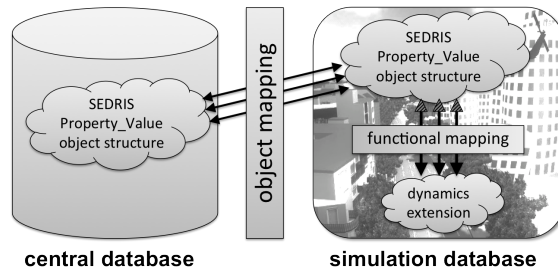 SEDRIS
Property_Value
object structure
object mapping
SEDRIS
Property_Value
object structure
functional mapping
dynamics
extension
central database
simulation database